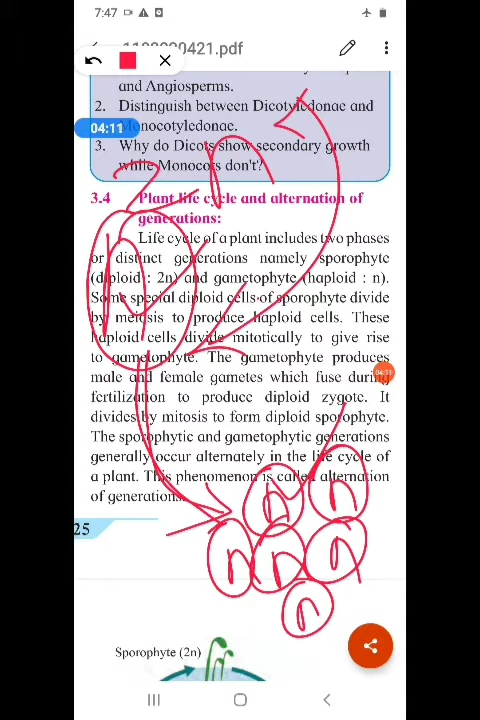 7:47
1103000421.pdf
and Angiosperms.
2. Distinguish between Dicotyledonae and
04:11
Monocotyledonae.
3. Why do Dicots show secondary growth
while Monocots don't?
2n
3.4 Plant life cycle and alternation of
generations:
Life cycle of a plant includes two phases
or distinct generations namely sporophyte
(diploid : 2n) and gametophyte (haploid : n).
Some special diploid cells of sporophyte divide
by meiosis to produce haploid cells. These
haploid cells divide mitotically to give rise
to gametophyte. The gametophyte produces
male and female gametes which fuse during
04:11
fertilization to produce diploid zygote. It
divides by mitosis to form diploid sporophyte.
The sporophytic and gametophytic generations
generally occur alternately in the life cycle of
a plant. This phenomenon is called alternation
of generations.
n n
n n n
n
25
Sporophyte (2n)